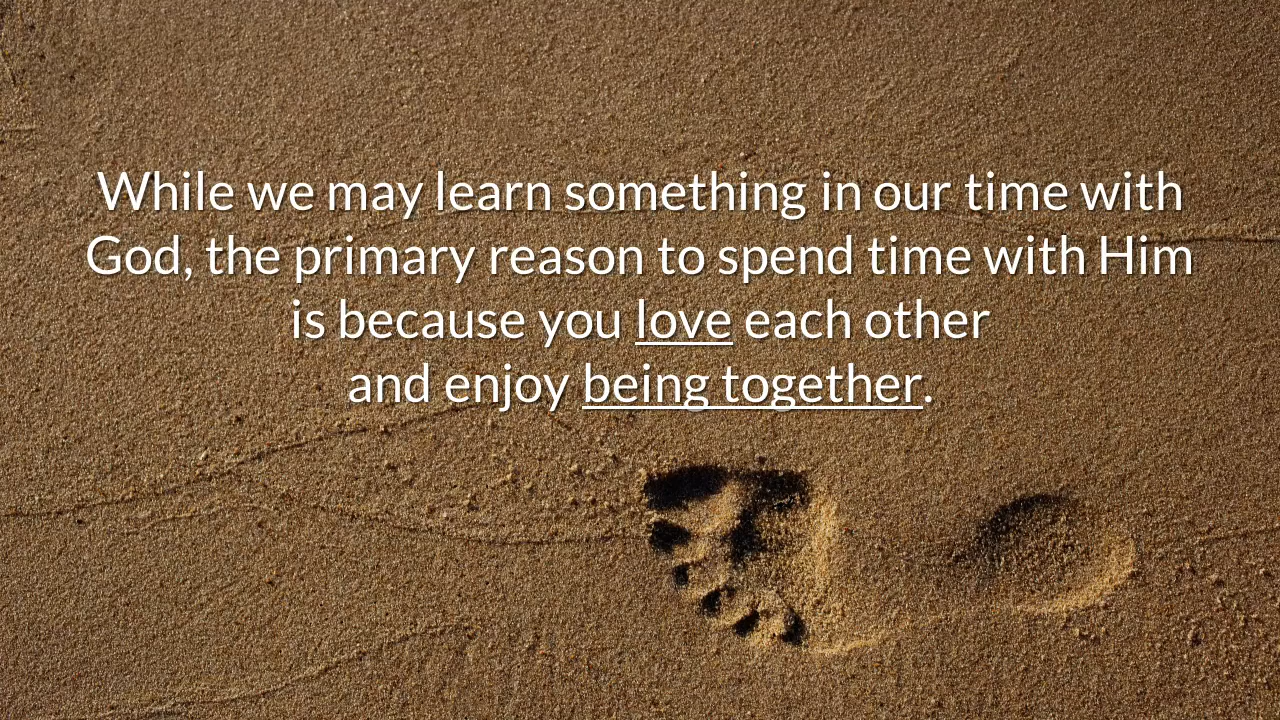 While we may learn something in our time with
God, the primary reason to spend time with Him
is because you love each other
and enjoy being together.